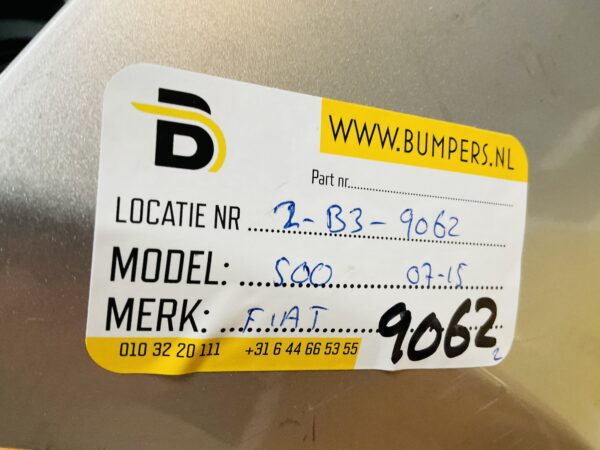 B
WWW.BUMPERS.NL
Part nr.
LOCATIE NR 2-B3-9062
MODEL: 500 07-15
MERK: FIAT
9062
2
010 32 20 111 +31 6 44 66 53 55